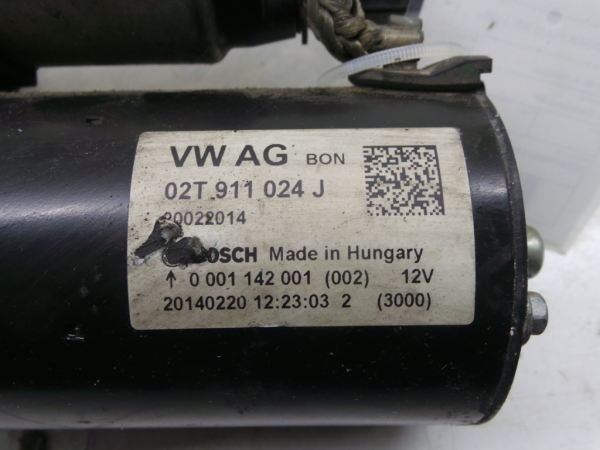 VW AG BON
02T 911 024 J
20022014
BOSCH Made in Hungary
↑ 0 001 142 001 (002) 12V
20140220 12:23:03 2 (3000)